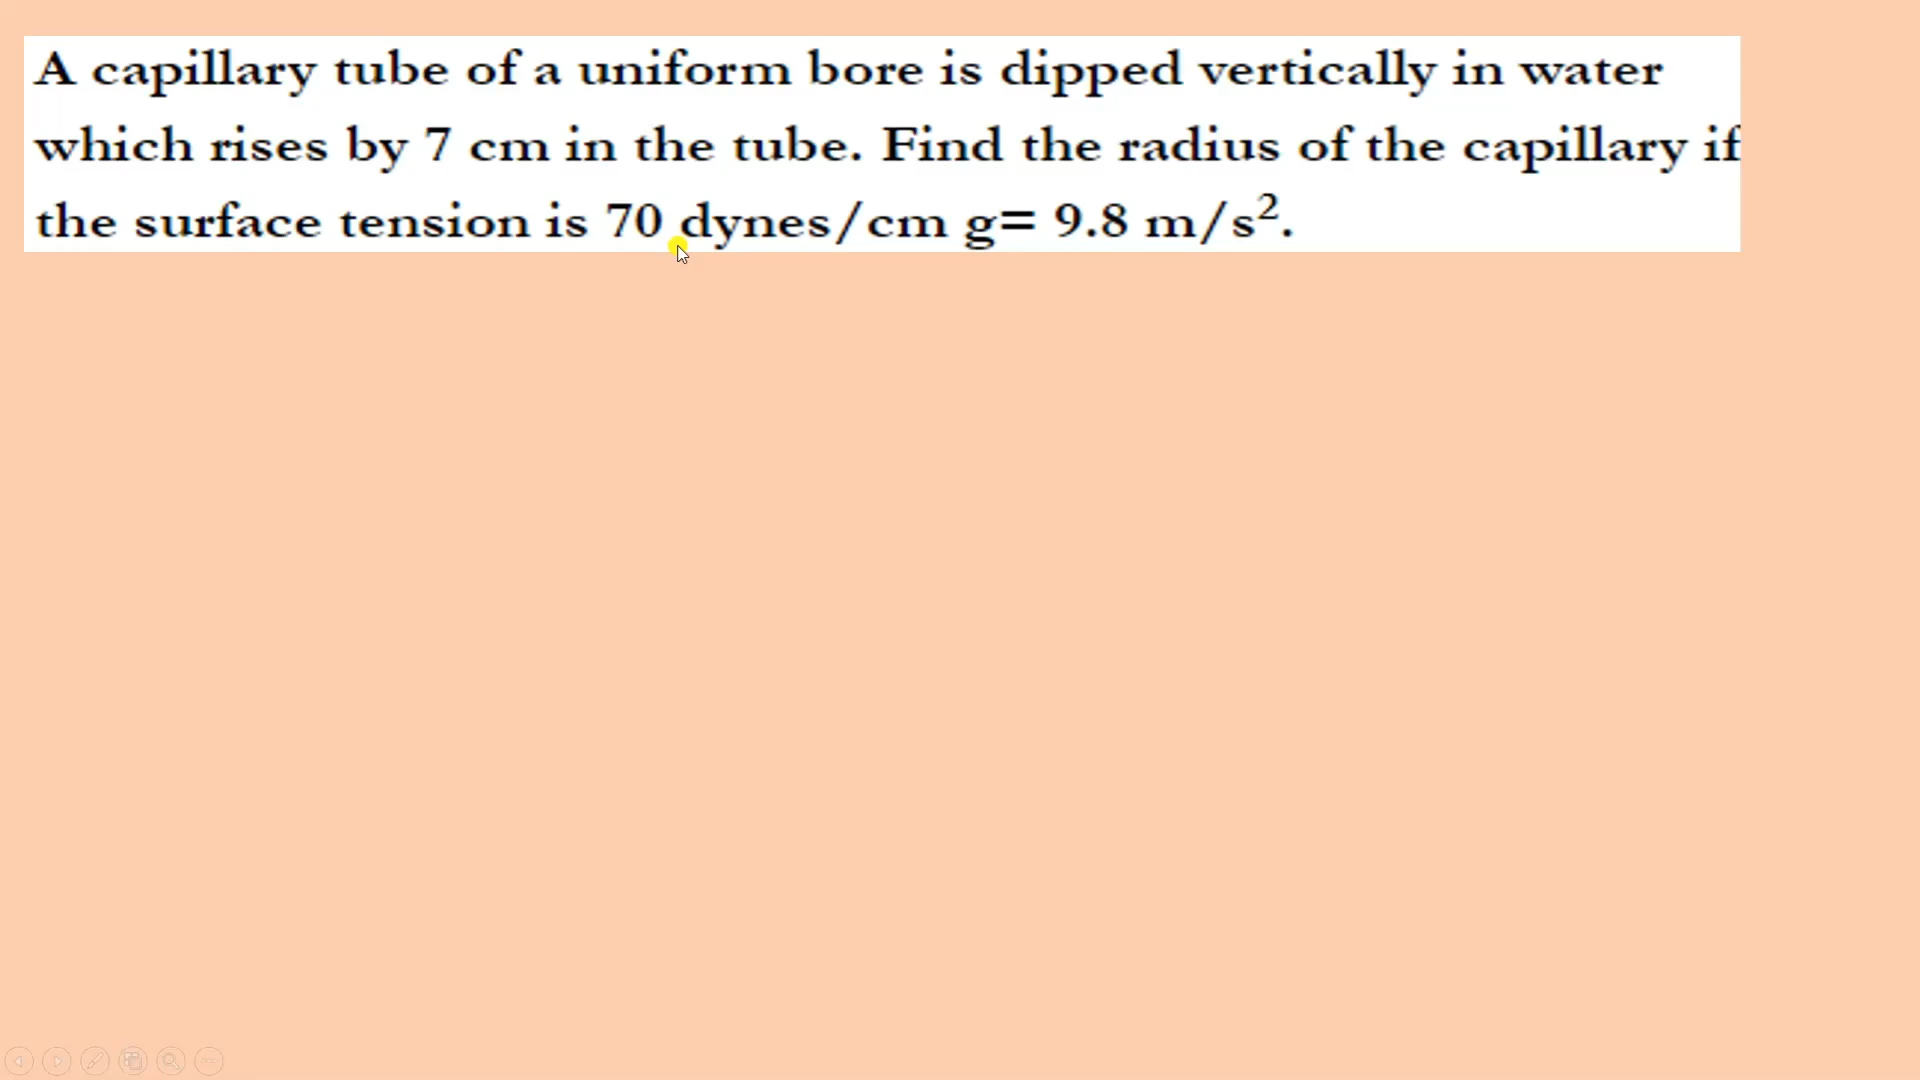 A capillary tube of a uniform bore is dipped vertically in water
which rises by 7 cm in the tube. Find the radius of the capillary if
the surface tension is 70 dynes/cm g= 9.8 m/s².